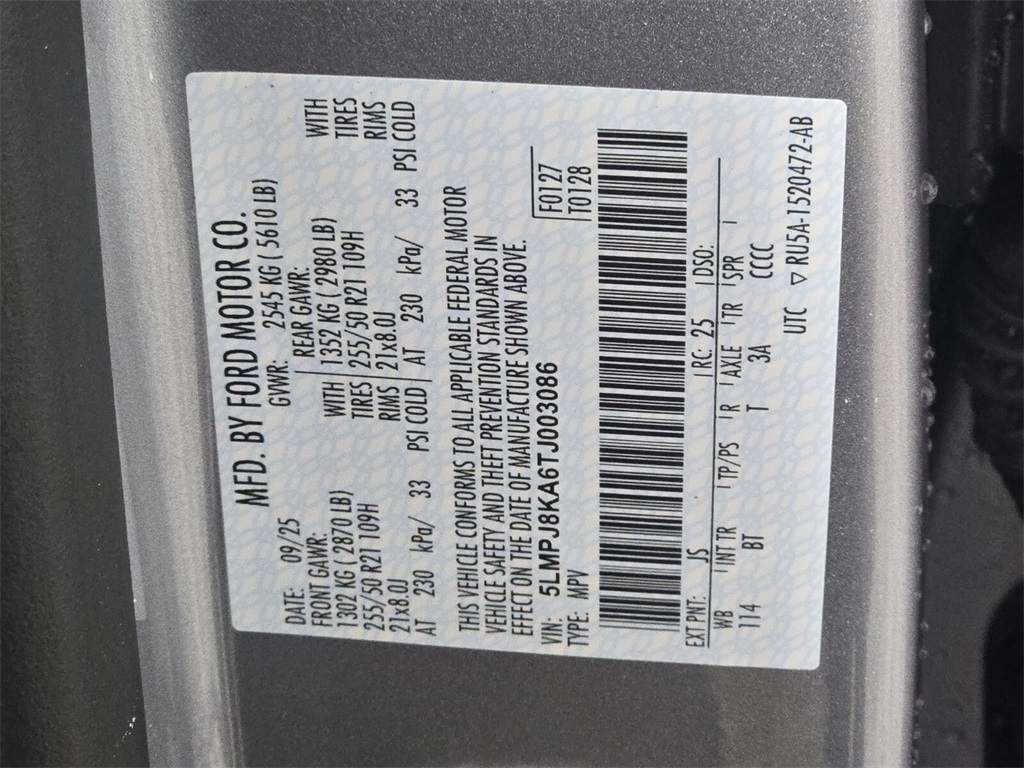 MFD. BY FORD MOTOR CO.
DATE: 09/25 GVWR: 2545 KG ( 5610 LB)
FRONT GAWR: REAR GAWR:
1302 KG ( 2870 LB) WITH 1352 KG ( 2980 LB) WITH
255/50 R21 109H TIRES 255/50 R21 109H TIRES
21x8.0J RIMS 21x8.0J RIMS
AT 230 kPa/ 33 PSI COLD AT 230 kPa/ 33 PSI COLD
THIS VEHICLE CONFORMS TO ALL APPLICABLE FEDERAL MOTOR
VEHICLE SAFETY AND THEFT PREVENTION STANDARDS IN
EFFECT ON THE DATE OF MANUFACTURE SHOWN ABOVE.
VIN: 5LMPJ8KA6TJ003086
TYPE: MPV
F0127
T0128
EXT PNT: JS RC: 25 DSO:
WB INT TR TP/PS R AXLE TR SPR
114 BT T 3A CCCC
UTC ▽ RU5A-1520472-AB